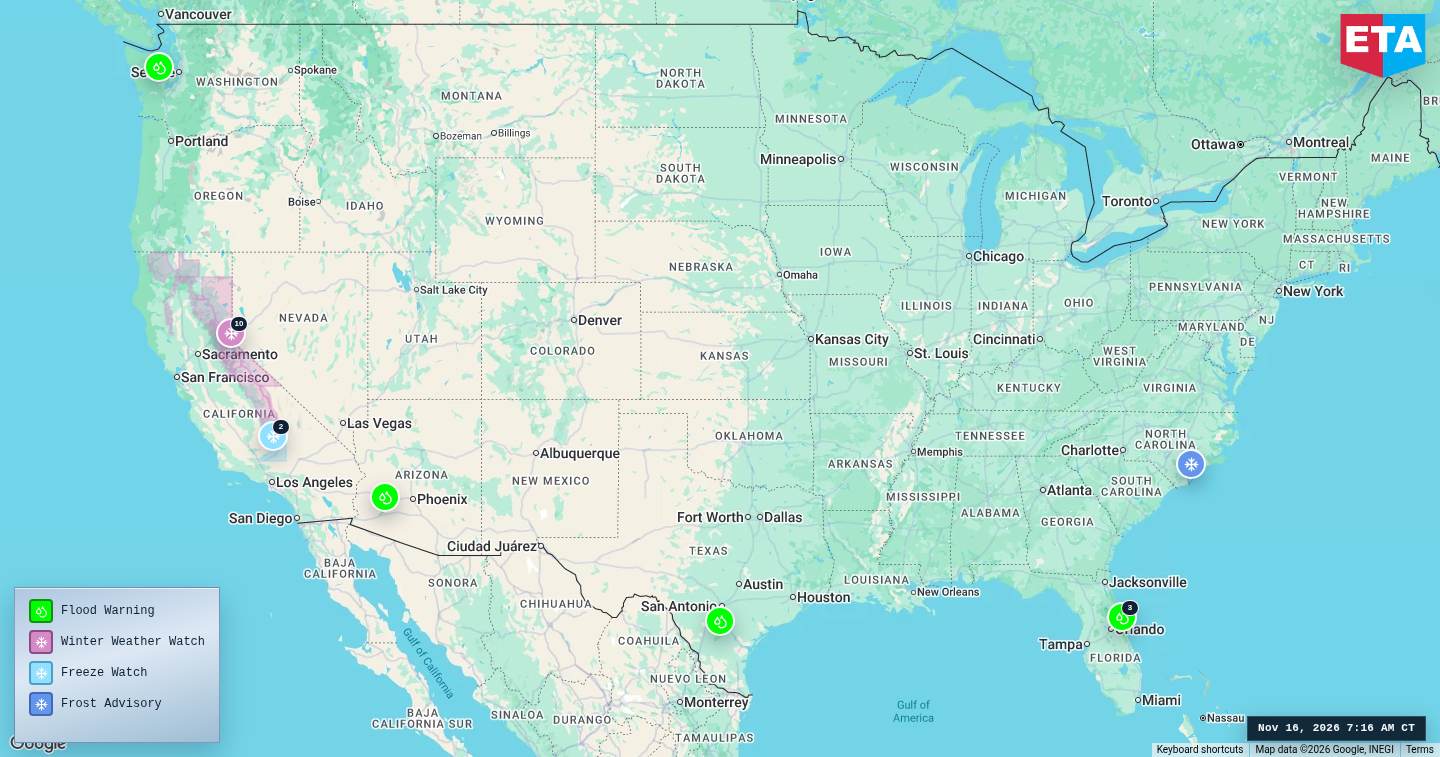 Vancouver
ETA
Spokane
WASHINGTON
NORTH
DAKOTA
MONTANA
BR
MINNESOTA
Bozeman
Billings
Portland
Ottawa
Montreal
MAINE
Minneapolis
WISCONSIN
SOUTH
DAKOTA
VERMONT
OREGON
Boise
IDAHO
MICHIGAN
Toronto
NEW
HAMPSHIRE
WYOMING
NEW YORK
MASSACHUSETTS
IOWA
Chicago
NEBRASKA
CT
RI
Omaha
PENNSYLVANIA
Salt Lake City
New York
ILLINOIS
INDIANA
OHIO
NEVADA
Denver
NJ
10
MARYLAND
UTAH
Kansas City
Cincinnati
DE
Sacramento
COLORADO
KANSAS
MISSOURI
St. Louis
WEST
VIRGINIA
San Francisco
KENTUCKY
VIRGINIA
CALIFORNIA
Las Vegas
2
OKLAHOMA
TENNESSEE
NORTH
CAROLINA
Albuquerque
Memphis
Charlotte
ARKANSAS
ARIZONA
NEW MEXICO
Los Angeles
SOUTH
CAROLINA
Atlanta
Phoenix
MISSISSIPPI
ALABAMA
San Diego
Fort Worth
Dallas
GEORGIA
Ciudad Juárez
TEXAS
BAJA
CALIFORNIA
SONORA
Austin
LOUISIANA
Jacksonville
Houston
New Orleans
CHIHUAHUA
San Antonio
3
Orlando
COAHUILA
Tampa
FLORIDA
Gulf of California
NUEVO LEON
Monterrey
Miami
Gulf of
America
SINALOA
DURANGO
BAJA
CALIFORNIA SUR
Nassau
TAMAULIPAS
Flood Warning
Winter Weather Watch
Freeze Watch
Frost Advisory
Google
Nov 16, 2026 7:16 AM CT
Keyboard shortcuts
Map data ©2026 Google, INEGI
Terms